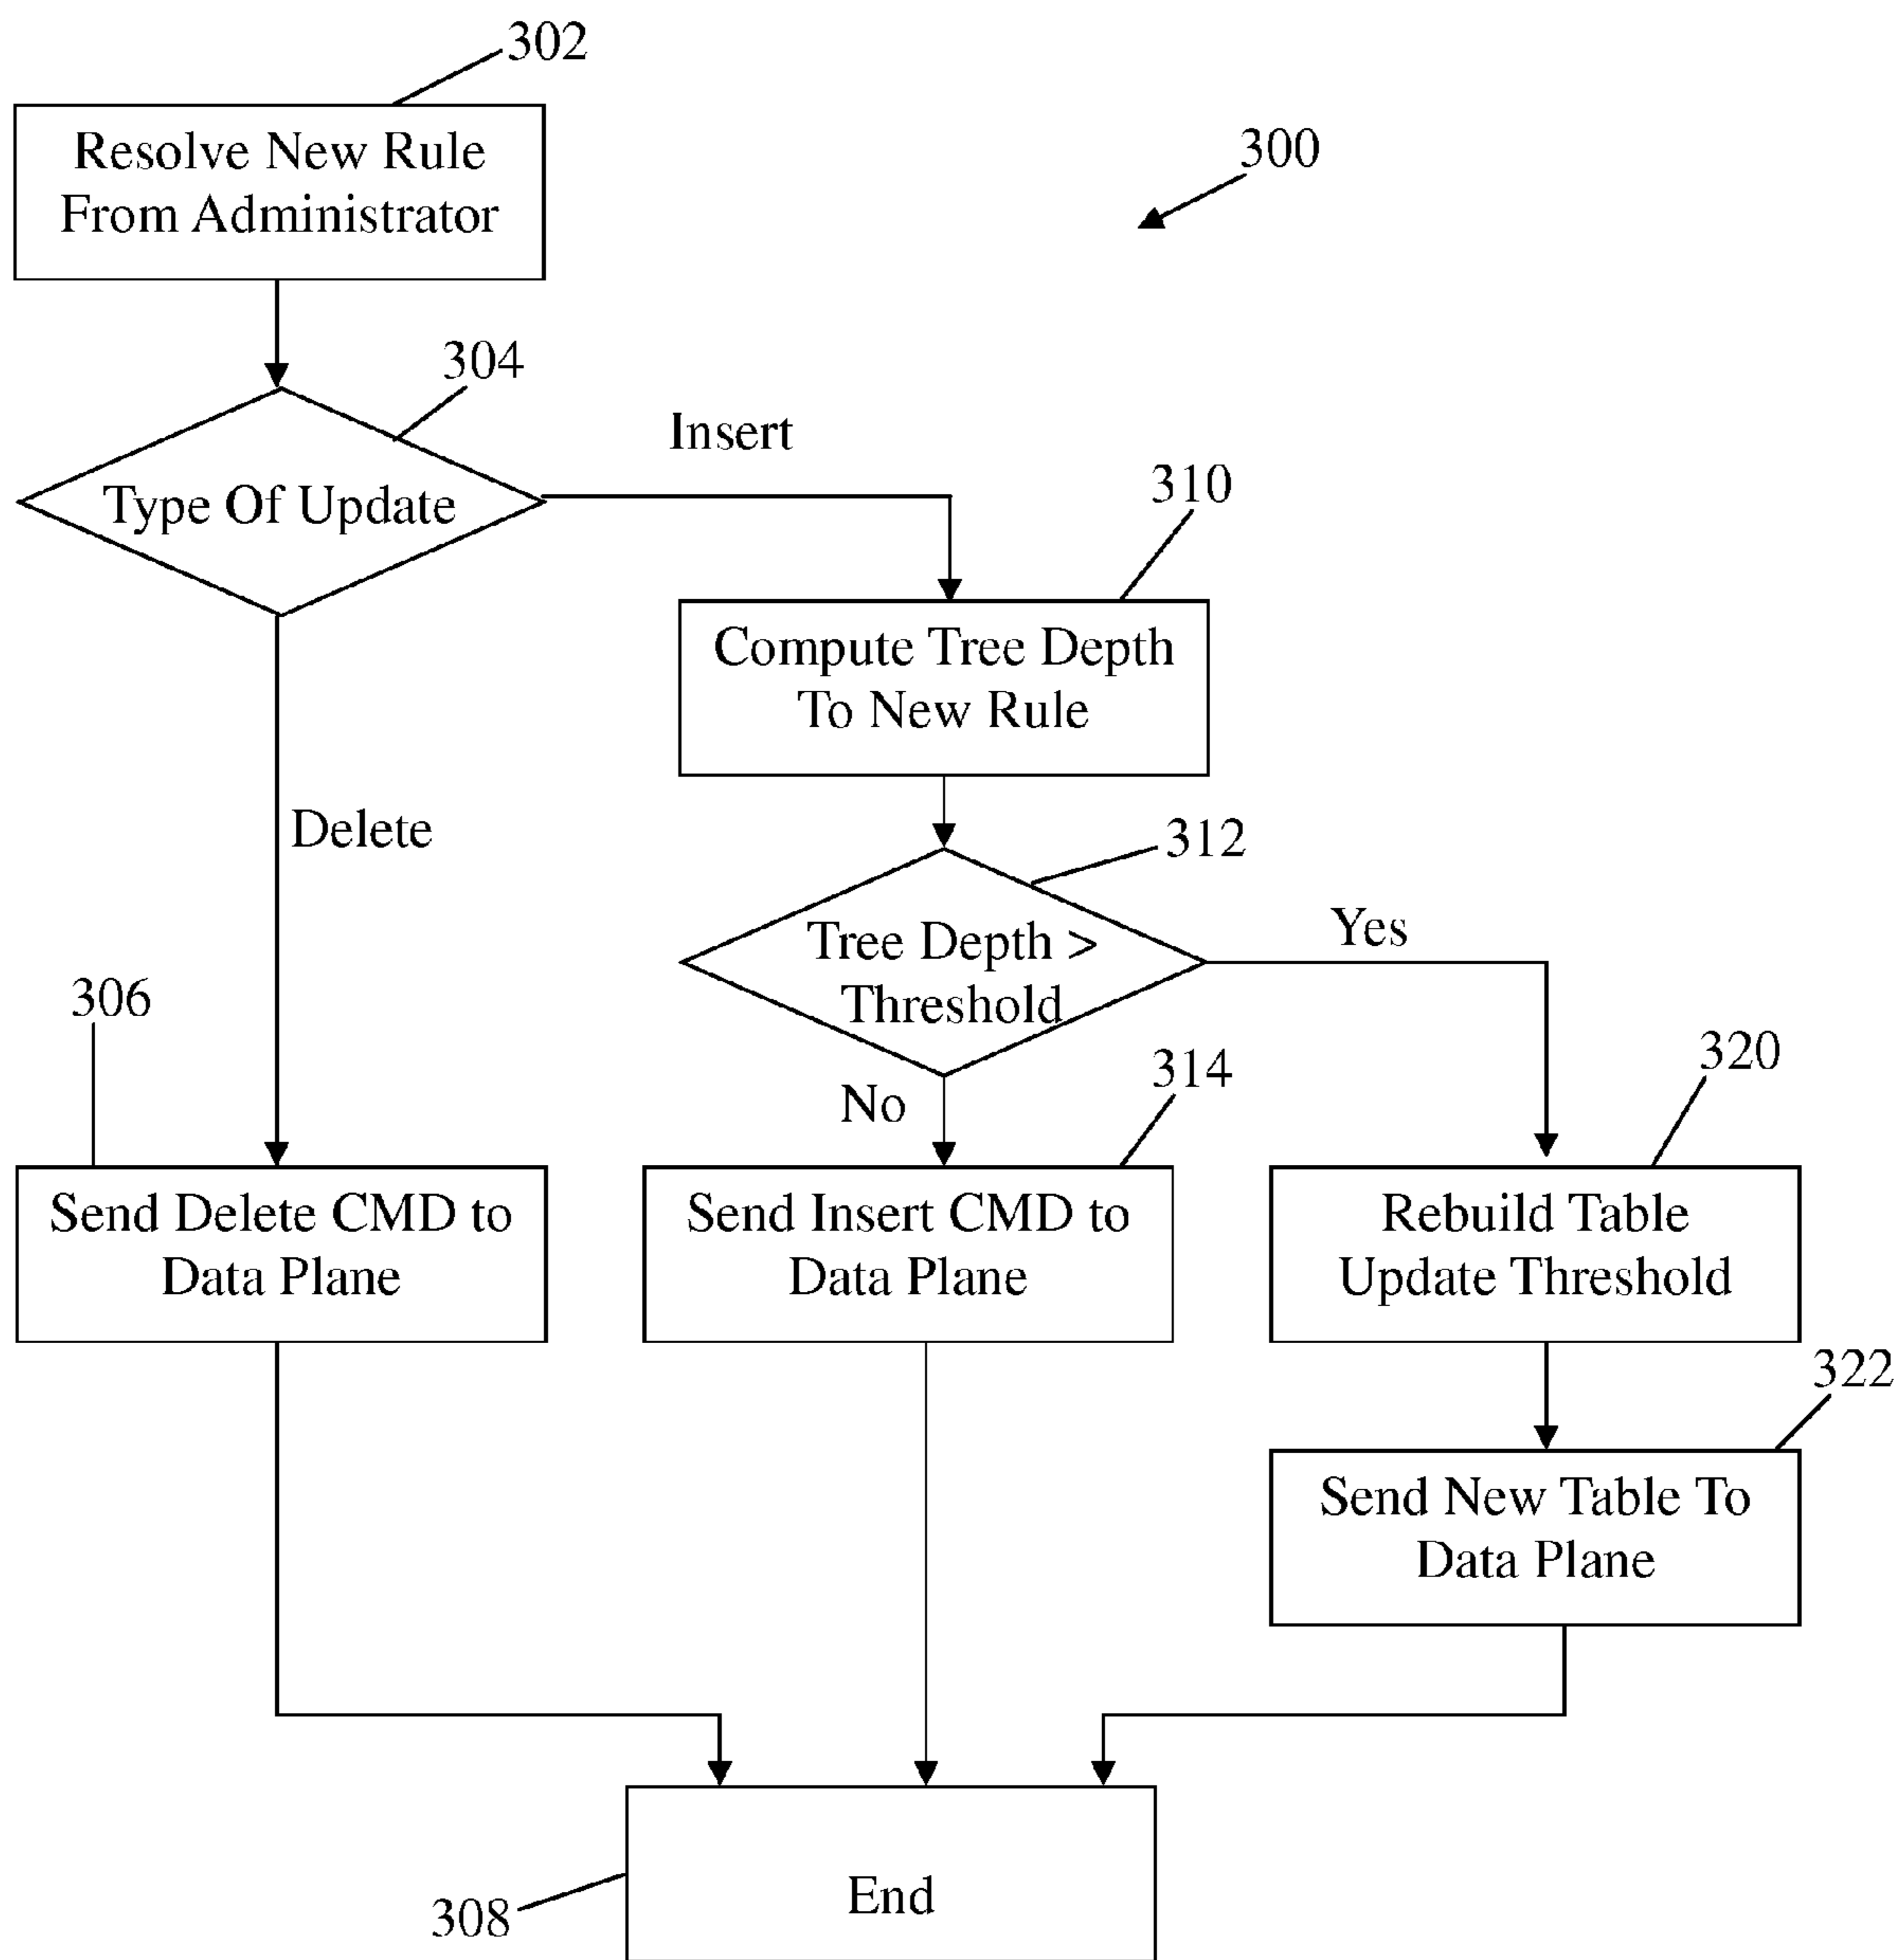 302
Resolve New Rule
From Administrator
300
304
Insert
Type Of Update
310
Compute Tree Depth
To New Rule
Delete
312
Tree Depth >
Threshold
Yes
306
No
314
320
Send Delete CMD to
Data Plane
Send Insert CMD to
Data Plane
Rebuild Table
Update Threshold
322
Send New Table To
Data Plane
308
End